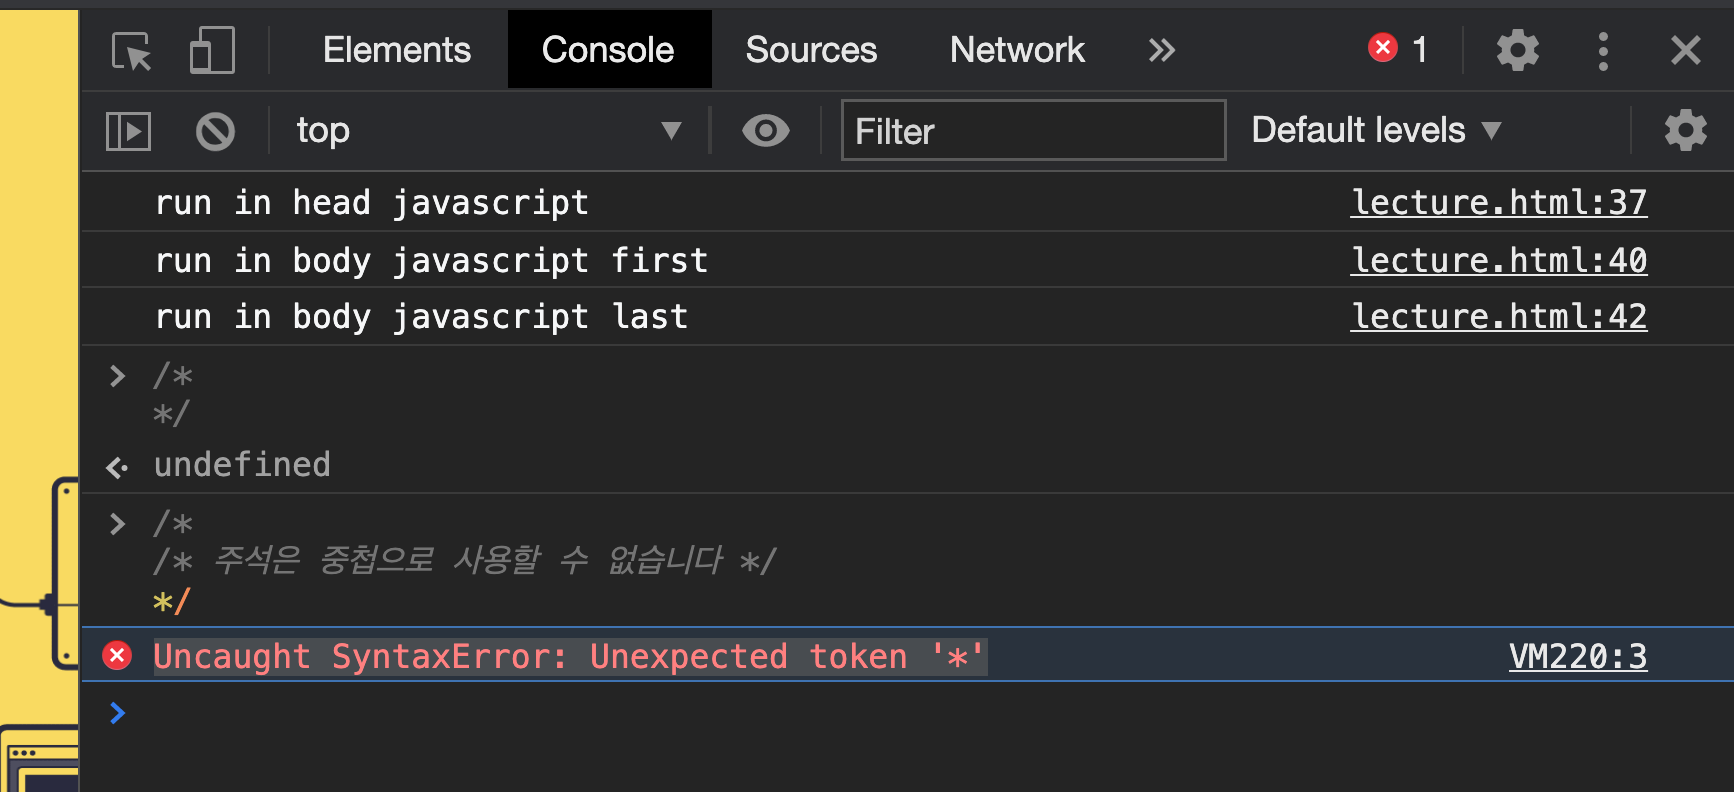 Elements Console Sources Network » 1
top Filter Default levels
run in head javascript lecture.html:37
run in body javascript first lecture.html:40
run in body javascript last lecture.html:42
> /*
*/
undefined
> /*
/* 주석은 중첩으로 사용할 수 없습니다 */
*/
Uncaught SyntaxError: Unexpected token '*' VM220:3
>